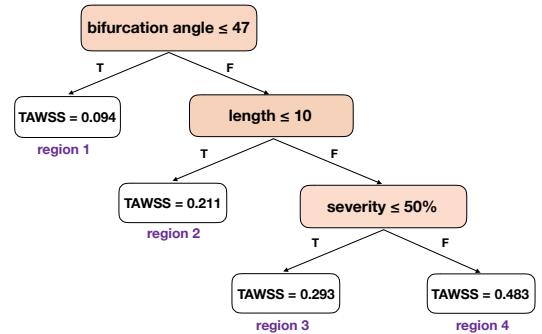 bifurcation angle ≤ 47
T
F
TAWSS = 0.094
region 1
length ≤ 10
T
F
TAWSS = 0.211
region 2
severity ≤ 50%
T
F
TAWSS = 0.293
region 3
TAWSS = 0.483
region 4